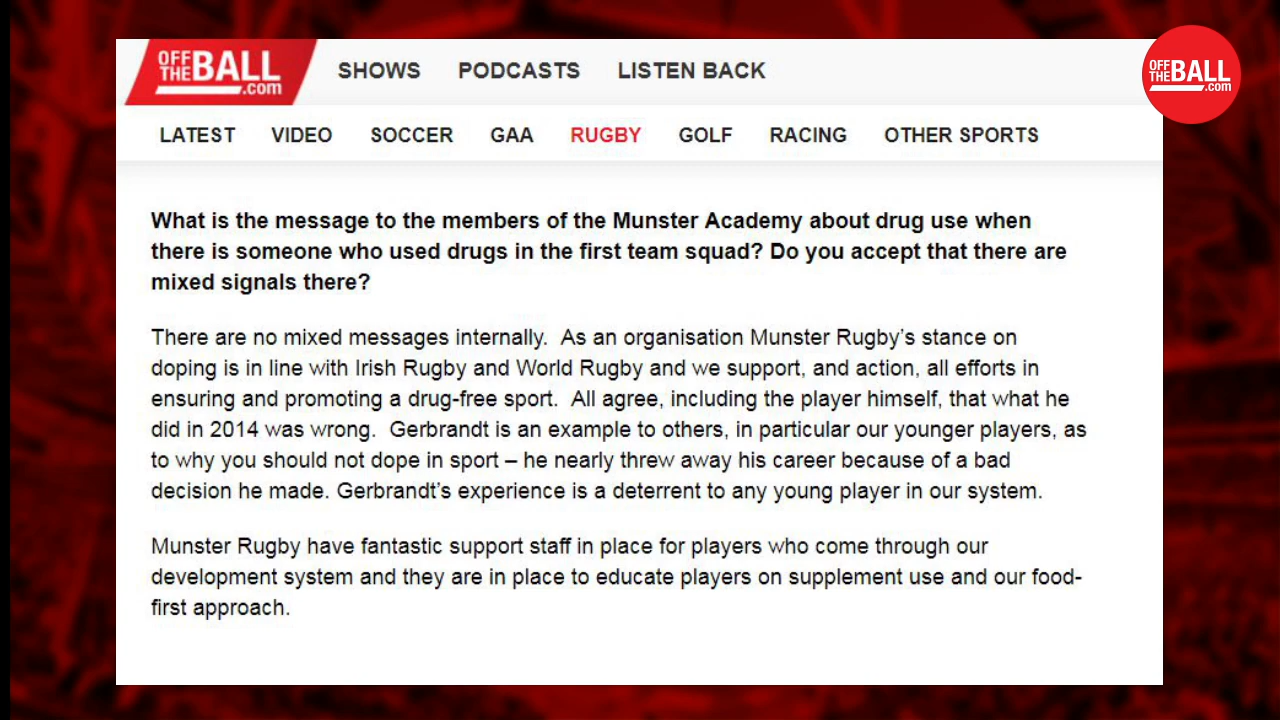 OFF
THE BALL
.com
SHOWS PODCASTS LISTEN BACK
OFF
THE BALL
.com
LATEST VIDEO SOCCER GAA RUGBY GOLF RACING OTHER SPORTS
What is the message to the members of the Munster Academy about drug use when
there is someone who used drugs in the first team squad? Do you accept that there are
mixed signals there?
There are no mixed messages internally.  As an organisation Munster Rugby’s stance on
doping is in line with Irish Rugby and World Rugby and we support, and action, all efforts in
ensuring and promoting a drug-free sport.  All agree, including the player himself, that what he
did in 2014 was wrong.  Gerbrandt is an example to others, in particular our younger players, as
to why you should not dope in sport – he nearly threw away his career because of a bad
decision he made. Gerbrandt’s experience is a deterrent to any young player in our system.
Munster Rugby have fantastic support staff in place for players who come through our
development system and they are in place to educate players on supplement use and our food-
first approach.